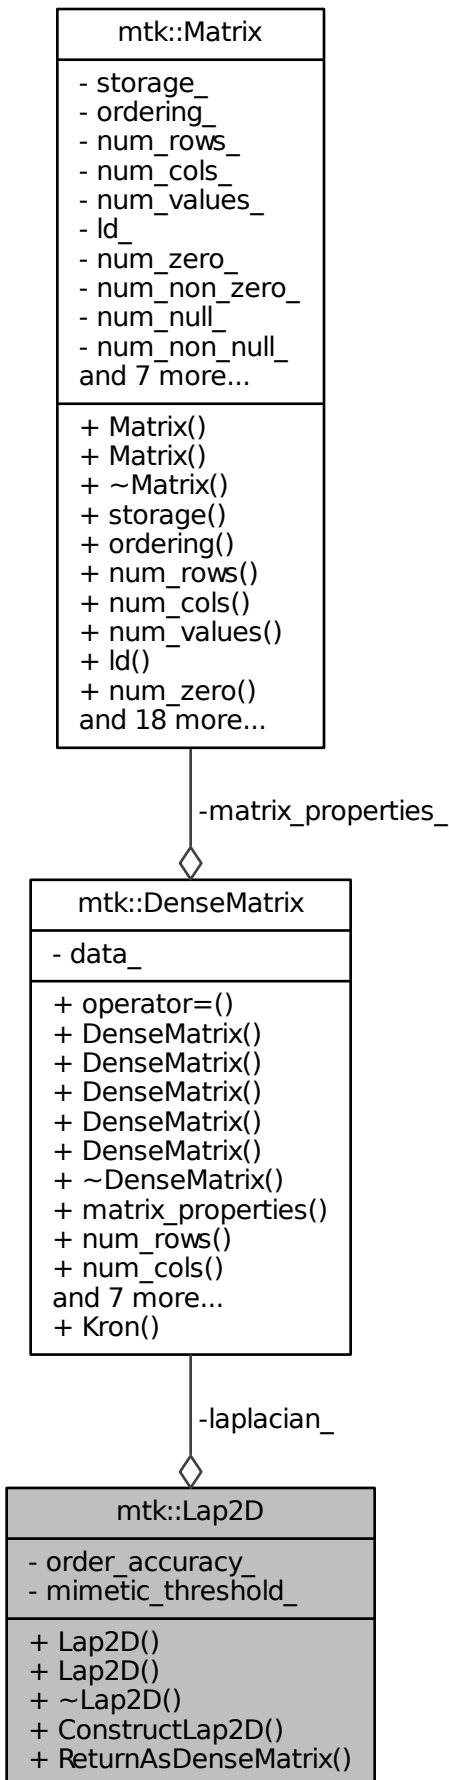 mtk::Matrix
- storage_
- ordering_
- num_rows_
- num_cols_
- num_values_
- ld_
- num_zero_
- num_non_zero_
- num_null_
- num_non_null_
and 7 more...
+ Matrix()
+ Matrix()
+ ~Matrix()
+ storage()
+ ordering()
+ num_rows()
+ num_cols()
+ num_values()
+ ld()
+ num_zero()
and 18 more...
-matrix_properties_
mtk::DenseMatrix
- data_
+ operator=()
+ DenseMatrix()
+ DenseMatrix()
+ DenseMatrix()
+ DenseMatrix()
+ DenseMatrix()
+ ~DenseMatrix()
+ matrix_properties()
+ num_rows()
+ num_cols()
and 7 more...
+ Kron()
-laplacian_
mtk::Lap2D
- order_accuracy_
- mimetic_threshold_
+ Lap2D()
+ Lap2D()
+ ~Lap2D()
+ ConstructLap2D()
+ ReturnAsDenseMatrix()